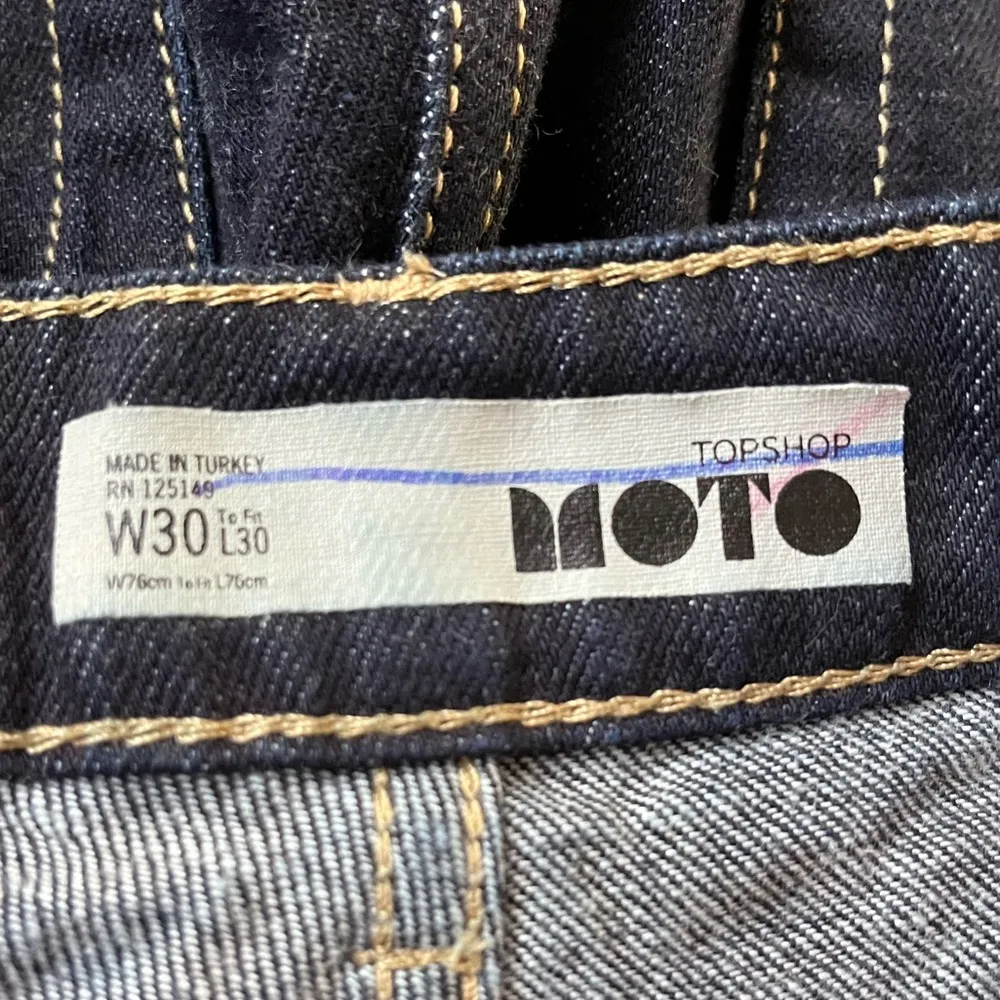 MADE IN TURKEY
RN 125149
W30 To Fit L30
W76cm To Fit L76cm
TOPSHOP
MOTO